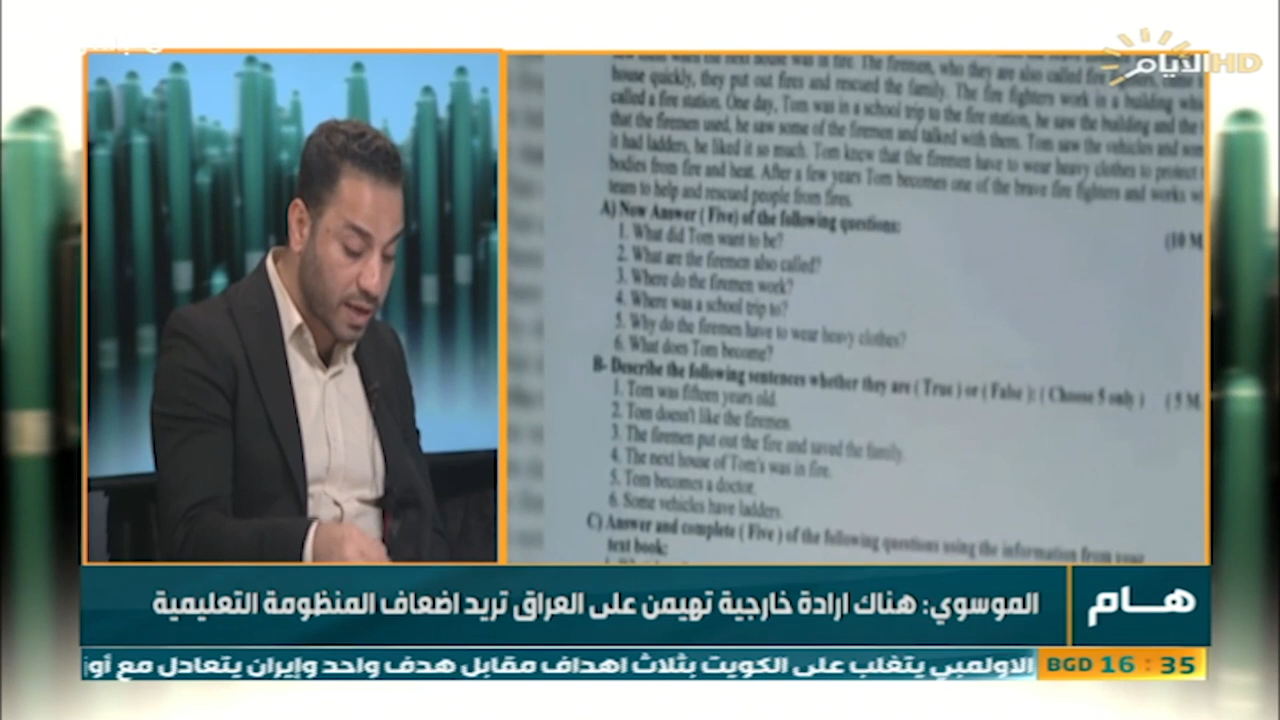 مباشر
الأيام HD
house quickly, they put out fires and rescued the family. The fire fighters work in a building
called a fire station. One day, Tom was in a school trip to the fire station, he saw the building and the
that the firemen used, he saw some of the firemen and talked with them. Tom saw the vehicles and
it had ladders, he liked it so much. Tom knew that the firemen have to wear heavy clothes to protect
bodies from fire and heat. After a few years Tom becomes one of the brave fire fighters and works
team to help and rescued people from fires.
A) Now Answer ( Five) of the following questions: (10 M
1. What did Tom want to be?
2. What are the firemen also called?
3. Where do the firemen work?
4. Where was a school trip to?
5. Why do the firemen have to wear heavy clothes?
6. What does Tom become?
B- Describe the following sentences whether they are ( True ) or ( False ): ( Choose 5 only ) ( 5 M
1. Tom was fifteen years old.
2. Tom doesn't like the firemen.
3. The firemen put out the fire and saved the family.
4. The next house of Tom's was in fire.
5. Tom becomes a doctor.
6. Some vehicles have ladders.
C) Answer and complete ( Five ) of the following questions using the information from your
text book:
هـــام
الموسوي: هناك ارادة خارجية تهيمن على العراق تريد اضعاف المنظومة التعليمية
BGD 16 : 35
الاولمبي يتغلب على الكويت بثلاث اهداف مقابل هدف واحد وإيران يتعادل مع